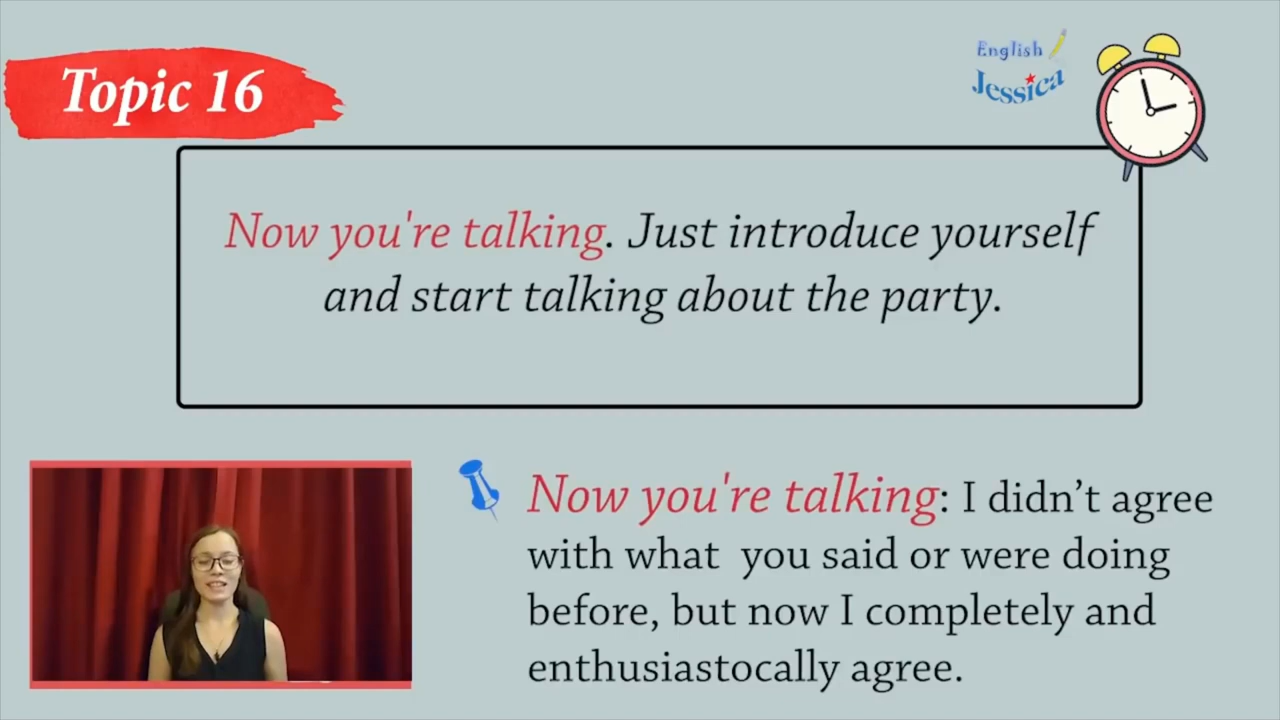 Topic 16
English
Jessica
Now you're talking. Just introduce yourself
and start talking about the party.
Now you're talking: I didn’t agree
with what you said or were doing
before, but now I completely and
enthusiastocally agree.